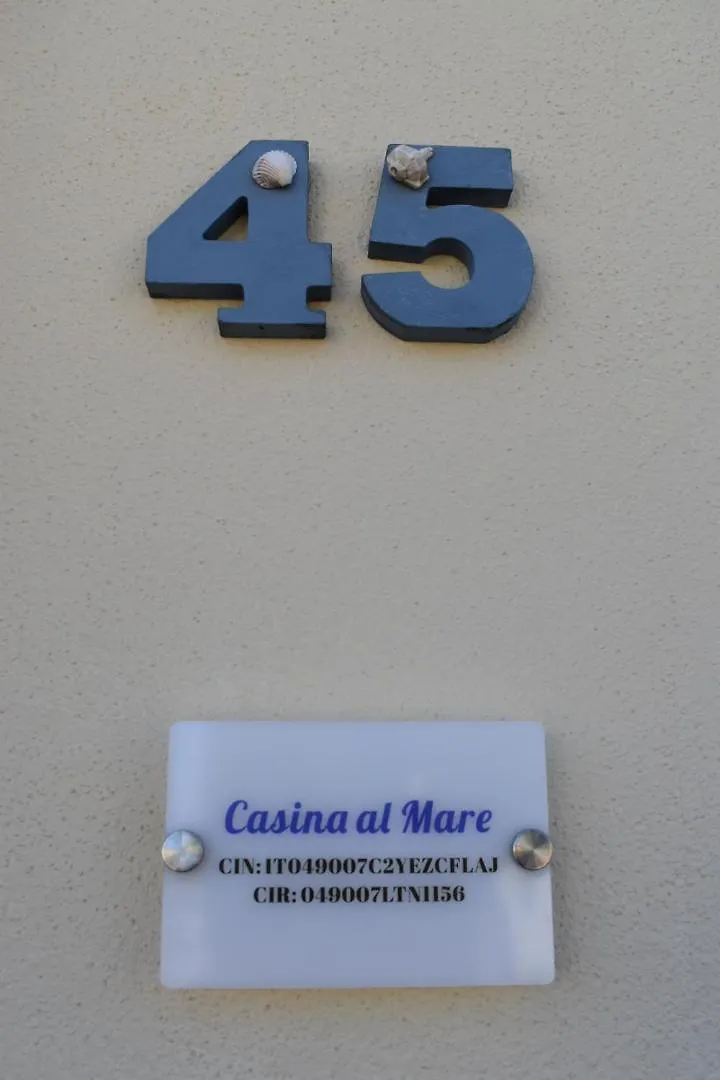 45
Casina al Mare
CIN: IT049007C2YEZCFLAJ
CIR: 049007LTN1156